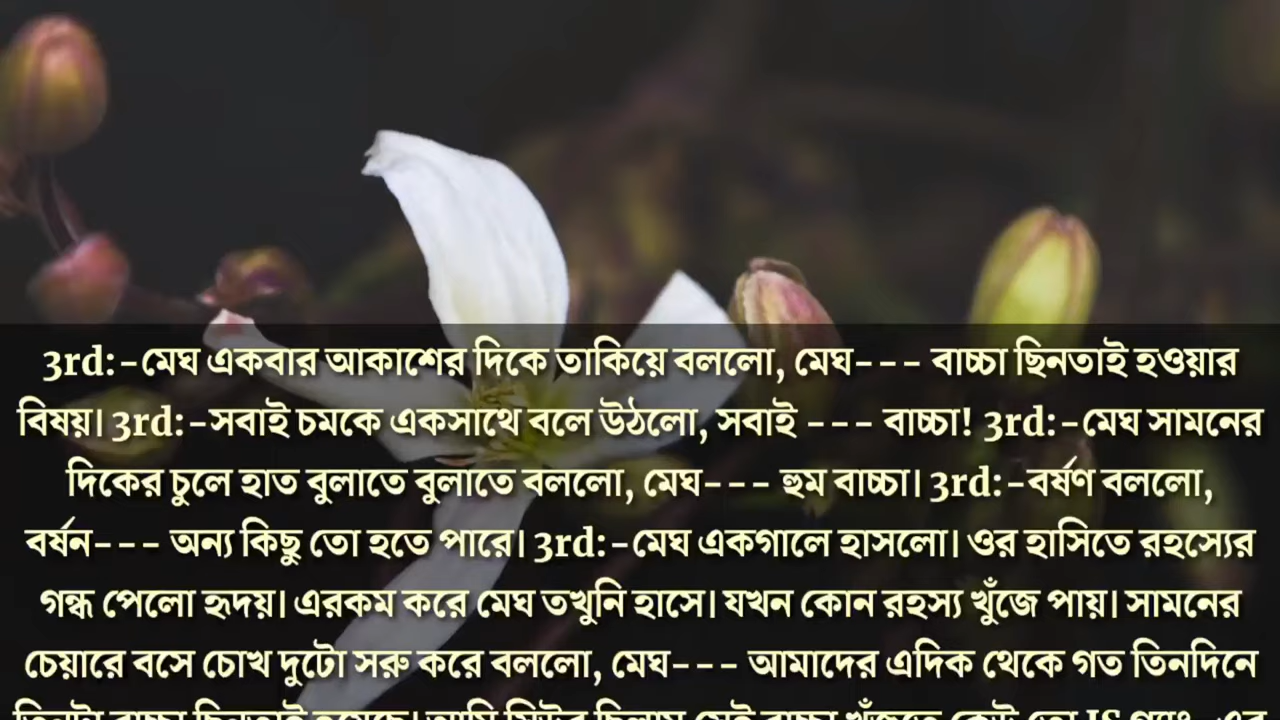 3rd:-মেঘ একবার আকাশের দিকে তাকিয়ে বললো, মেঘ--- বাচ্চা ছিনতাই হওয়ার
বিষয়। 3rd:-সবাই চমকে একসাথে বলে উঠলো, সবাই --- বাচ্চা! 3rd:-মেঘ সামনের
দিকের চুলে হাত বুলাতে বুলাতে বললো, মেঘ--- হুম বাচ্চা। 3rd:-বর্ষণ বললো,
বর্ষন--- অন্য কিছু তো হতে পারে। 3rd:-মেঘ একগালে হাসলো। ওর হাসিতে রহস্যের
গন্ধ পেলো হৃদয়। এরকম করে মেঘ তখুনি হাসে। যখন কোন রহস্য খুঁজে পায়। সামনের
চেয়ারে বসে চোখ দুটো সরু করে বললো, মেঘ--- আমাদের এদিক থেকে গত তিনদিনে